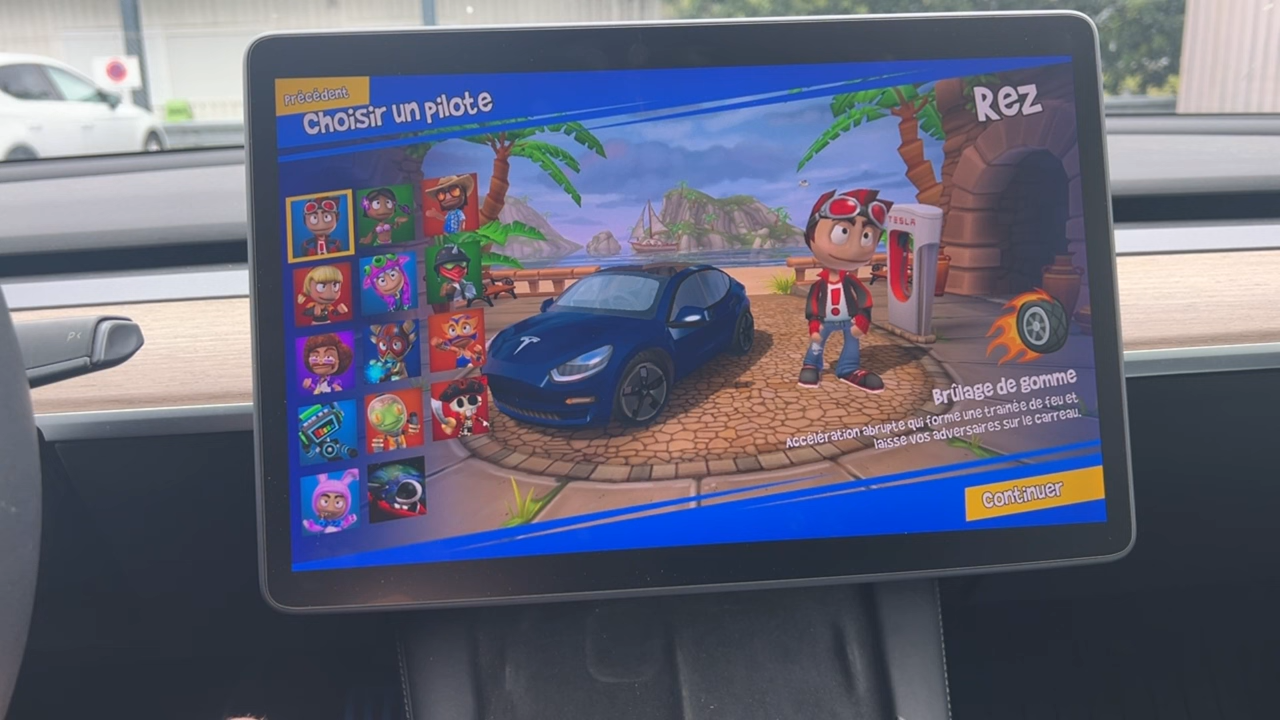 Précédent
Choisir un pilote
Rez
TESLA
Brûlage de gomme
Accélération abrupte qui forme une traînée de feu et
laisse vos adversaires sur le carreau.
Continuer
P<